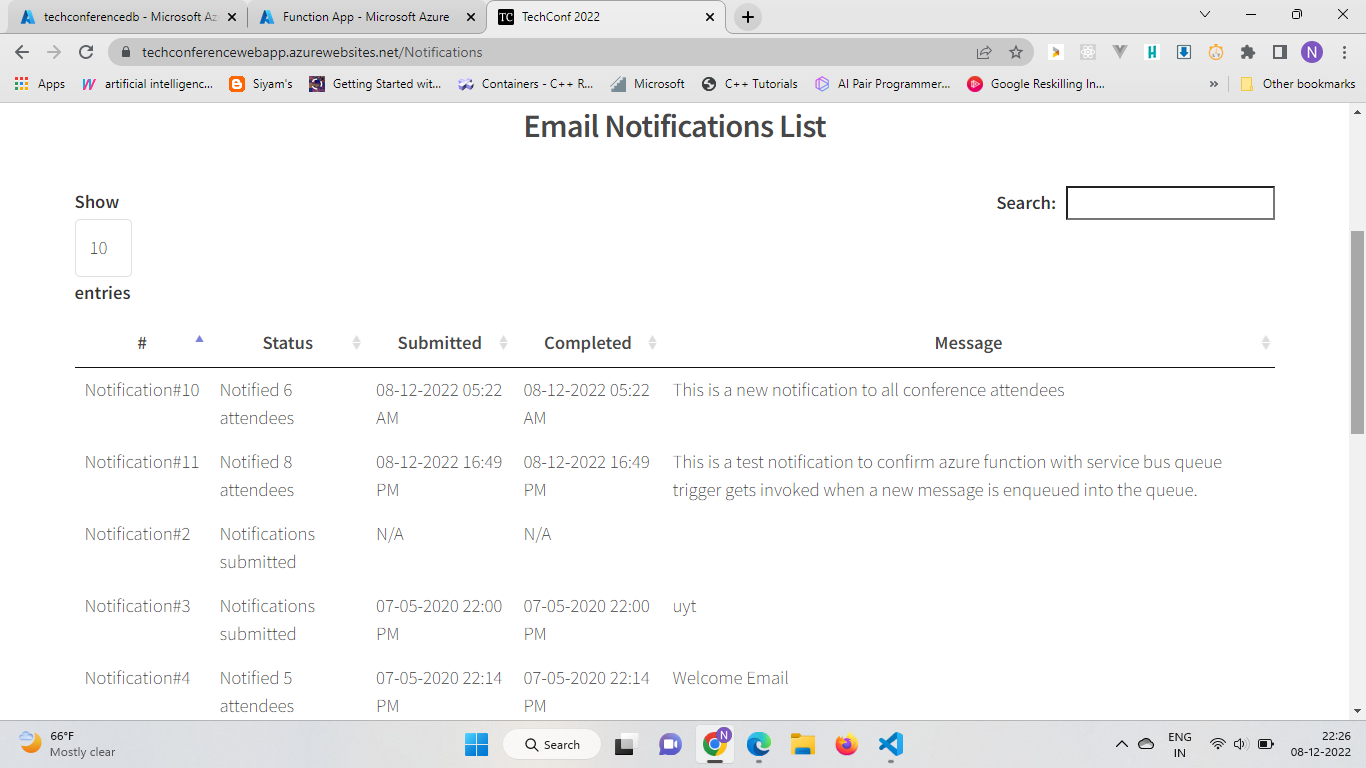 techconferencedb - Microsoft Az
Function App - Microsoft Azure
TC TechConf 2022
techconferencewebapp.azurewebsites.net/Notifications
N
Apps
artificial intelligenc...
Siyam's
Getting Started wit...
Containers - C++ R...
Microsoft
C++ Tutorials
AI Pair Programmer...
Google Reskilling In...
»
Other bookmarks
Email Notifications List
Show
10
entries
Search:
# Status Submitted Completed Message
Notification#10 Notified 6 08-12-2022 05:22 08-12-2022 05:22 This is a new notification to all conference attendees
attendees AM AM
Notification#11 Notified 8 08-12-2022 16:49 08-12-2022 16:49 This is a test notification to confirm azure function with service bus queue
attendees PM PM trigger gets invoked when a new message is enqueued into the queue.
Notification#2 Notifications N/A N/A
submitted
Notification#3 Notifications 07-05-2020 22:00 07-05-2020 22:00 uyt
submitted PM PM
Notification#4 Notified 5 07-05-2020 22:14 07-05-2020 22:14 Welcome Email
attendees PM PM
66°F
Mostly clear
Search
N
ENG
IN
22:26
08-12-2022